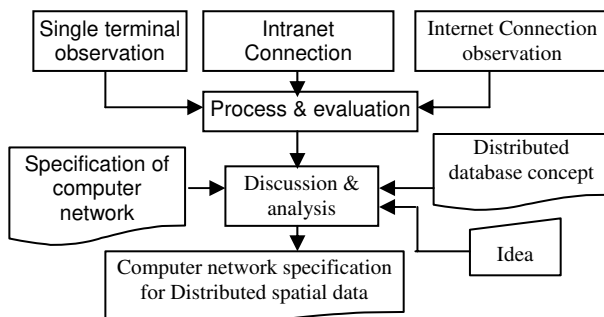 Single terminal
observation
Intranet
Connection
Internet Connection
observation
Process & evaluation
Specification of
computer
network
Discussion &
analysis
Distributed
database concept
Idea
Computer network specification
for Distributed spatial data